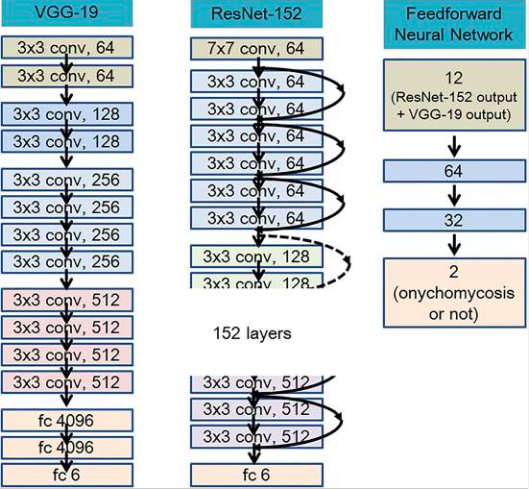 VGG-19
3x3 conv, 64
3x3 conv, 64
3x3 conv, 128
3x3 conv, 128
3x3 conv, 256
3x3 conv, 256
3x3 conv, 256
3x3 conv, 256
3x3 conv, 512
3x3 conv, 512
3x3 conv, 512
3x3 conv, 512
fc 4096
fc 4096
fc 6
ResNet-152
7x7 conv, 64
3x3 conv, 64
3x3 conv, 64
3x3 conv, 64
3x3 conv, 64
3x3 conv, 64
3x3 conv, 64
3x3 conv, 128
3x3 conv, 128
152 layers
3x3 conv, 512
3x3 conv, 512
3x3 conv, 512
fc 6
Feedforward
Neural Network
12
(ResNet-152 output
+ VGG-19 output)
64
32
2
(onychomycosis
or not)